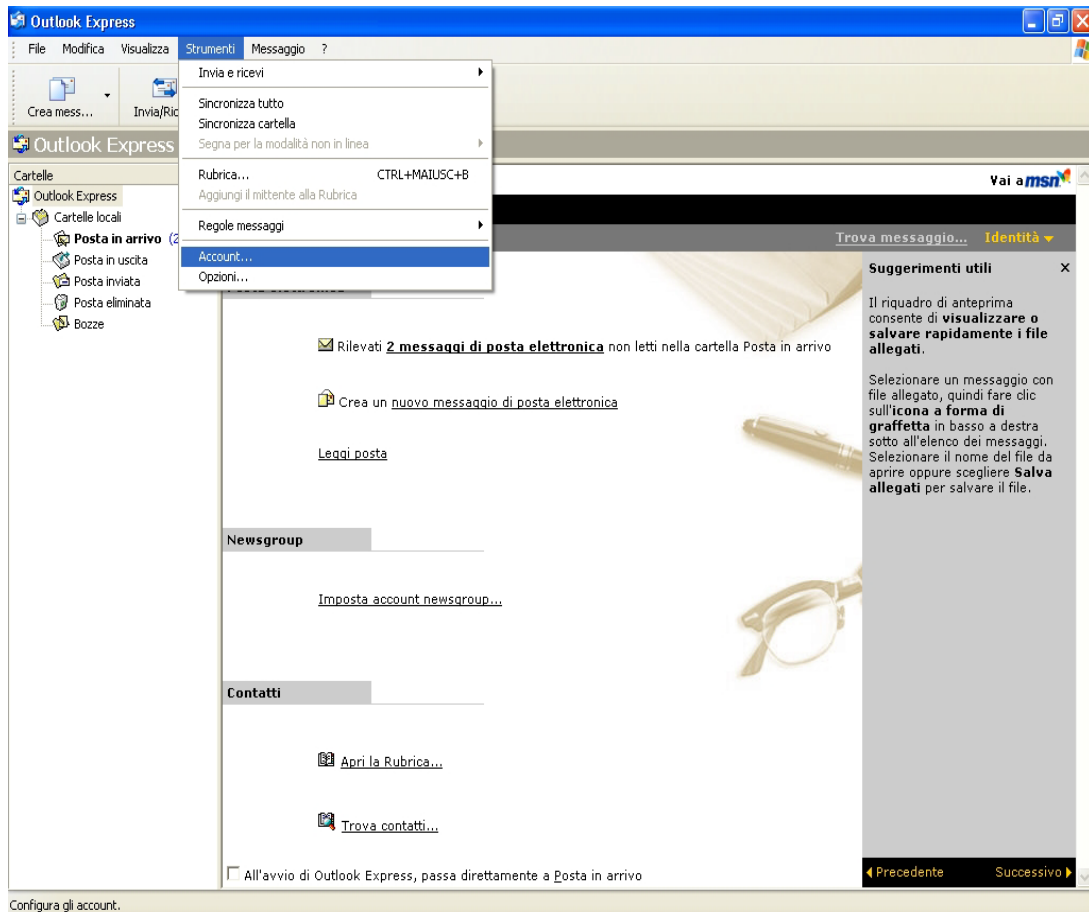 Outlook Express
File Modifica Visualizza Strumenti Messaggio ?
Crea mess... Invia/Ric
Invia e ricevi
Sincronizza tutto
Sincronizza cartella
Segna per la modalità non in linea
Rubrica... CTRL+MAIUSC+B
Aggiungi il mittente alla Rubrica
Regole messaggi
Account...
Opzioni...
Outlook Express
Cartelle
Outlook Express
Cartelle locali
Posta in arrivo (2
Posta in uscita
Posta inviata
Posta eliminata
Bozze
Vai a msn
Trova messaggio... Identità
Posta elettronica
Rilevati 2 messaggi di posta elettronica non letti nella cartella Posta in arrivo
Crea un nuovo messaggio di posta elettronica
Leggi posta
Newsgroup
Imposta account newsgroup...
Contatti
Apri la Rubrica...
Trova contatti...
All'avvio di Outlook Express, passa direttamente a Posta in arrivo
Suggerimenti utili X
Il riquadro di anteprima
consente di visualizzare o
salvare rapidamente i file
allegati.
Selezionare un messaggio con
file allegato, quindi fare clic
sull'icona a forma di
graffetta in basso a destra
sotto all'elenco dei messaggi.
Selezionare il nome del file da
aprire oppure scegliere Salva
allegati per salvare il file.
Precedente Successivo
Configura gli account.